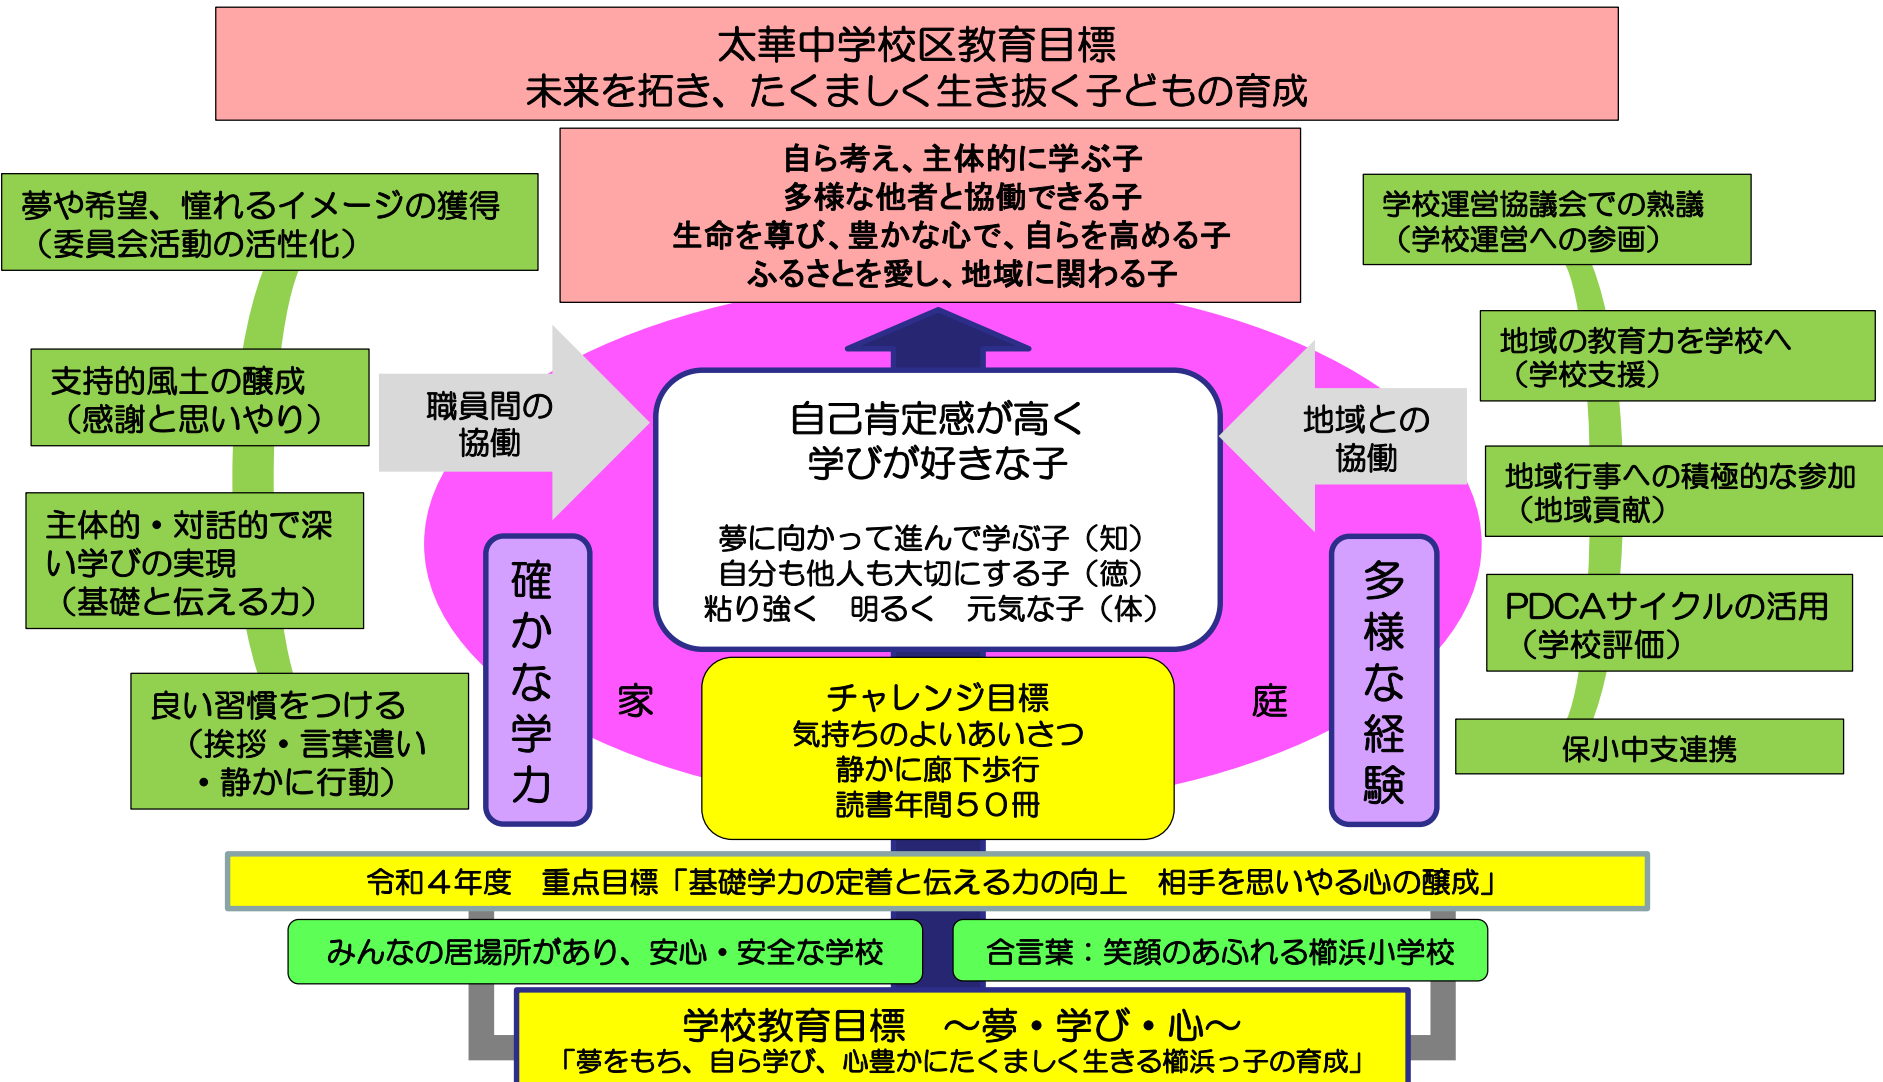 太華中学校区教育目標
未来を拓き、たくましく生き抜く子どもの育成
自ら考え、主体的に学ぶ子
多様な他者と協働できる子
生命を尊び、豊かな心で、自らを高める子
ふるさとを愛し、地域に関わる子
夢や希望、憧れるイメージの獲得
（委員会活動の活性化）
支持的風土の醸成
（感謝と思いやり）
主体的・対話的で深
い学びの実現
（基礎と伝える力）
良い習慣をつける
（挨拶・言葉遣い
・静かに行動）
職員間の
協働
確かな学力
自己肯定感が高く
学びが好きな子
夢に向かって進んで学ぶ子（知）
自分も他人も大切にする子（徳）
粘り強く　明るく　元気な子（体）
家
庭
チャレンジ目標
気持ちのよいあいさつ
静かに廊下歩行
読書年間５０冊
地域との
協働
多様な経験
学校運営協議会での熟議
（学校運営への参画）
地域の教育力を学校へ
（学校支援）
地域行事への積極的な参加
（地域貢献）
PDCAサイクルの活用
（学校評価）
保小中支連携
令和４年度　重点目標「基礎学力の定着と伝える力の向上　相手を思いやる心の醸成」
みんなの居場所があり、安心・安全な学校
合言葉：笑顔のあふれる櫛浜小学校
学校教育目標　～夢・学び・心～
「夢をもち、自ら学び、心豊かにたくましく生きる櫛浜っ子の育成」